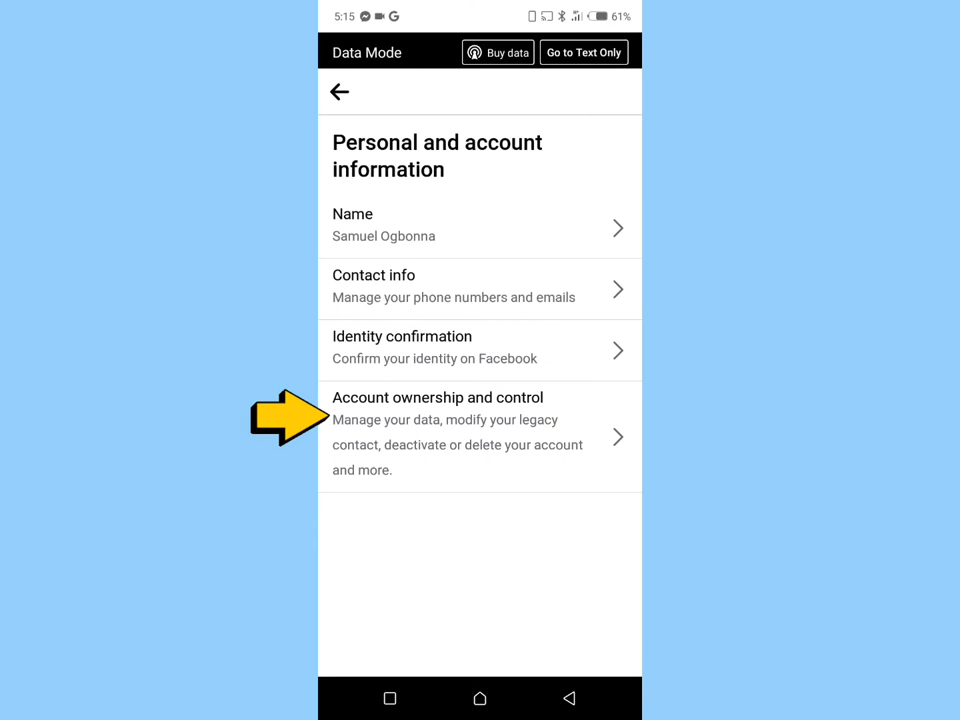 5:15 61%
Data Mode Buy data Go to Text Only
Personal and account
information
Name
Samuel Ogbonna
Contact info
Manage your phone numbers and emails
Identity confirmation
Confirm your identity on Facebook
Account ownership and control
Manage your data, modify your legacy
contact, deactivate or delete your account
and more.